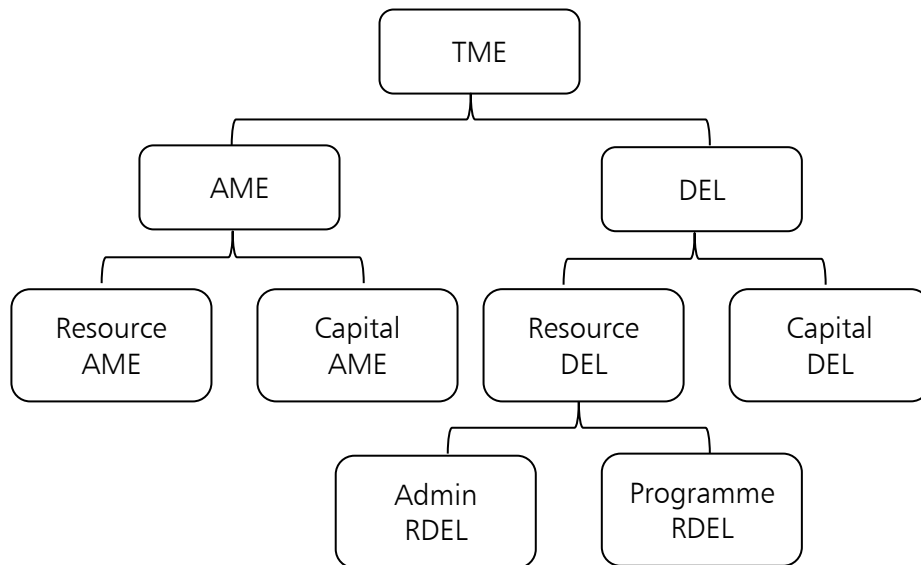 TME
AME
DEL
Resource
AME
Capital
AME
Resource
DEL
Capital
DEL
Admin
RDEL
Programme
RDEL